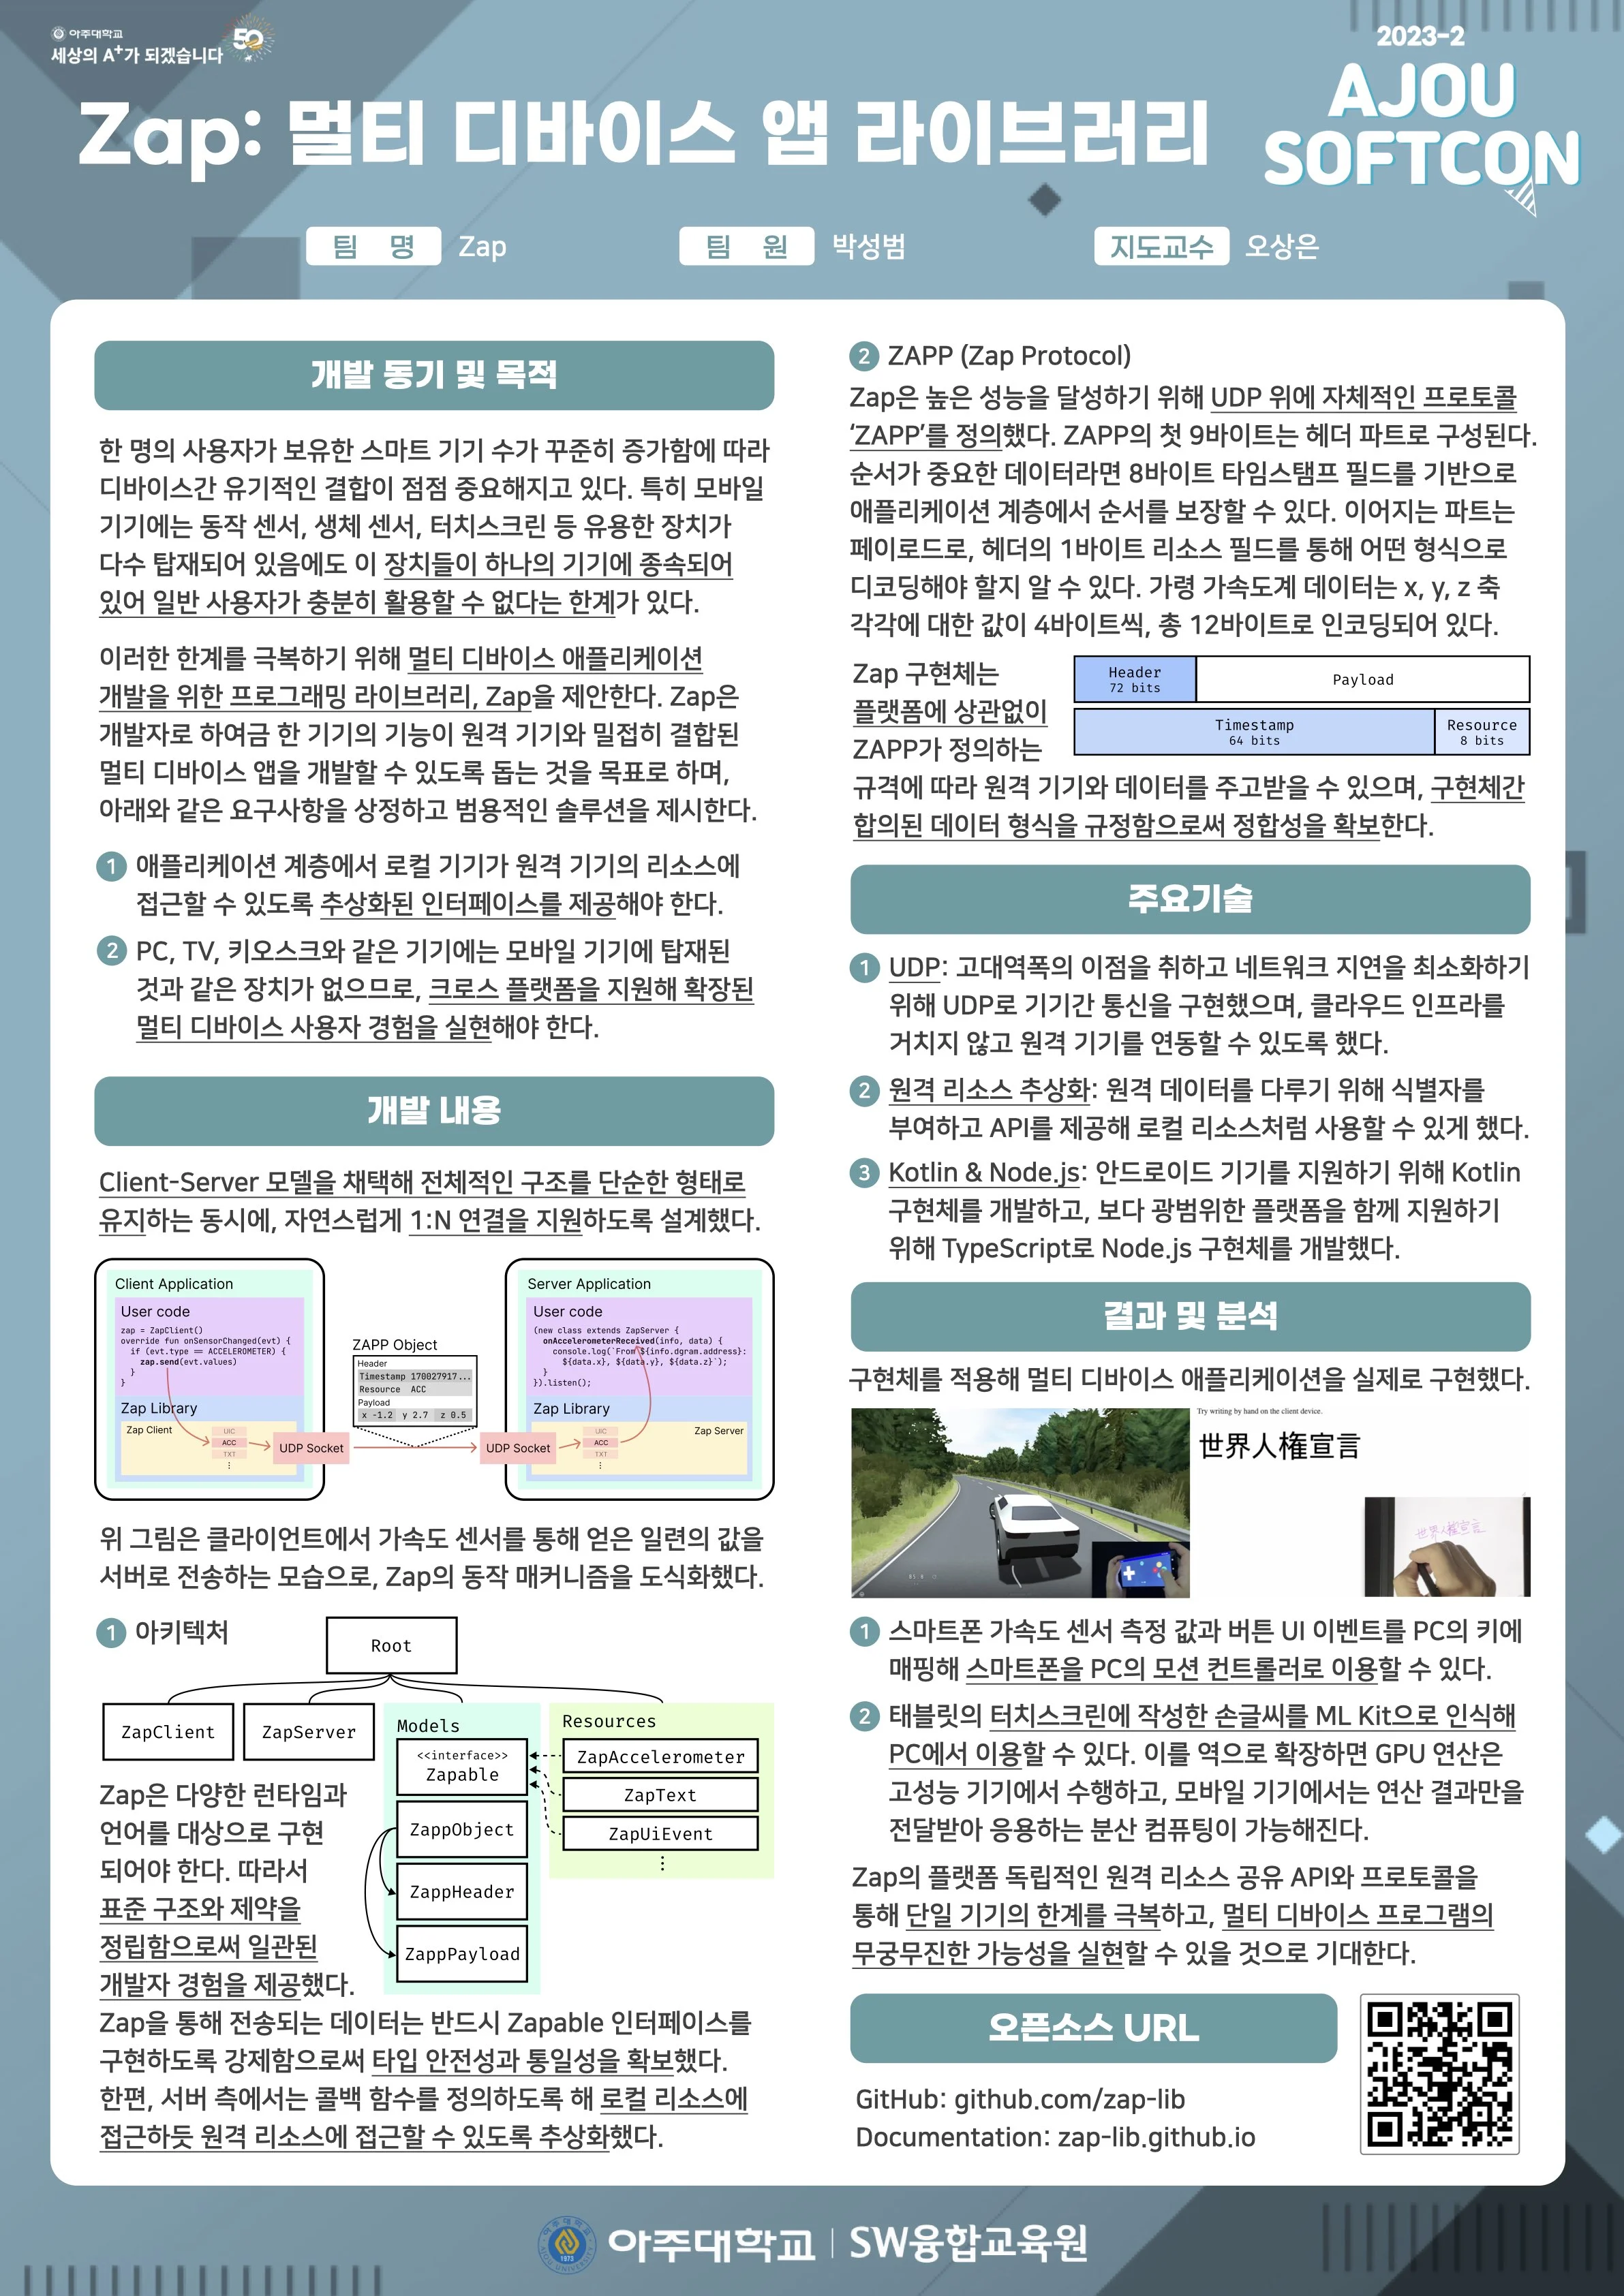 아주대학교
세상의 A+가 되겠습니다
50
2023-2
AJOU
SOFTCON
Zap: 멀티 디바이스 앱 라이브러리
팀 명 Zap
팀 원 박성범
지도교수 오상은
개발 동기 및 목적
한 명의 사용자가 보유한 스마트 기기 수가 꾸준히 증가함에 따라
디바이스간 유기적인 결합이 점점 중요해지고 있다. 특히 모바일
기기에는 동작 센서, 생체 센서, 터치스크린 등 유용한 장치가
다수 탑재되어 있음에도 이 장치들이 하나의 기기에 종속되어
있어 일반 사용자가 충분히 활용할 수 없다는 한계가 있다.
이러한 한계를 극복하기 위해 멀티 디바이스 애플리케이션
개발을 위한 프로그래밍 라이브러리, Zap을 제안한다. Zap은
개발자로 하여금 한 기기의 기능이 원격 기기와 밀접히 결합된
멀티 디바이스 앱을 개발할 수 있도록 돕는 것을 목표로 하며,
아래와 같은 요구사항을 상정하고 범용적인 솔루션을 제시한다.
1 애플리케이션 계층에서 로컬 기기가 원격 기기의 리소스에
접근할 수 있도록 추상화된 인터페이스를 제공해야 한다.
2 PC, TV, 키오스크와 같은 기기에는 모바일 기기에 탑재된
것과 같은 장치가 없으므로, 크로스 플랫폼을 지원해 확장된
멀티 디바이스 사용자 경험을 실현해야 한다.
개발 내용
Client-Server 모델을 채택해 전체적인 구조를 단순한 형태로
유지하는 동시에, 자연스럽게 1:N 연결을 지원하도록 설계했다.
Client Application
User code
zap = ZapClient()
override fun onSensorChanged(evt) {
if (evt.type == ACCELEROMETER) {
zap.send(evt.values)
}
}
Zap Library
Zap Client
UIC
ACC
TXT
⋮
UDP Socket
ZAPP Object
Header
Timestamp 170027917...
Resource ACC
Payload
x -1.2 y 2.7 z 0.5
UDP Socket
Server Application
User code
(new class extends ZapServer {
onAccelerometerReceived(info, data) {
console.log(`From ${info.dgram.address}:
${data.x}, ${data.y}, ${data.z}`);
}
}).listen();
Zap Library
Zap Server
UIC
ACC
TXT
⋮
위 그림은 클라이언트에서 가속도 센서를 통해 얻은 일련의 값을
서버로 전송하는 모습으로, Zap의 동작 매커니즘을 도식화했다.
1 아키텍처
Root
ZapClient
ZapServer
Models
<<interface>>
Zapable
ZappObject
ZappHeader
ZappPayload
Resources
ZapAccelerometer
ZapText
ZapUiEvent
⋮
Zap은 다양한 런타임과
언어를 대상으로 구현
되어야 한다. 따라서
표준 구조와 제약을
정립함으로써 일관된
개발자 경험을 제공했다.
Zap을 통해 전송되는 데이터는 반드시 Zapable 인터페이스를
구현하도록 강제함으로써 타입 안전성과 통일성을 확보했다.
한편, 서버 측에서는 콜백 함수를 정의하도록 해 로컬 리소스에
접근하듯 원격 리소스에 접근할 수 있도록 추상화했다.
2 ZAPP (Zap Protocol)
Zap은 높은 성능을 달성하기 위해 UDP 위에 자체적인 프로토콜
‘ZAPP’를 정의했다. ZAPP의 첫 9바이트는 헤더 파트로 구성된다.
순서가 중요한 데이터라면 8바이트 타임스탬프 필드를 기반으로
애플리케이션 계층에서 순서를 보장할 수 있다. 이어지는 파트는
페이로드로, 헤더의 1바이트 리소스 필드를 통해 어떤 형식으로
디코딩해야 할지 알 수 있다. 가령 가속도계 데이터는 x, y, z 축
각각에 대한 값이 4바이트씩, 총 12바이트로 인코딩되어 있다.
Zap 구현체는
플랫폼에 상관없이
ZAPP가 정의하는
Header
72 bits
Payload
Timestamp
64 bits
Resource
8 bits
규격에 따라 원격 기기와 데이터를 주고받을 수 있으며, 구현체간
합의된 데이터 형식을 규정함으로써 정합성을 확보한다.
주요기술
1 UDP: 고대역폭의 이점을 취하고 네트워크 지연을 최소화하기
위해 UDP로 기기간 통신을 구현했으며, 클라우드 인프라를
거치지 않고 원격 기기를 연동할 수 있도록 했다.
2 원격 리소스 추상화: 원격 데이터를 다루기 위해 식별자를
부여하고 API를 제공해 로컬 리소스처럼 사용할 수 있게 했다.
3 Kotlin & Node.js: 안드로이드 기기를 지원하기 위해 Kotlin
구현체를 개발하고, 보다 광범위한 플랫폼을 함께 지원하기
위해 TypeScript로 Node.js 구현체를 개발했다.
결과 및 분석
구현체를 적용해 멀티 디바이스 애플리케이션을 실제로 구현했다.
Try writing by hand on the client device.
世界人権宣言
世界人権宣言
1 스마트폰 가속도 센서 측정 값과 버튼 UI 이벤트를 PC의 키에
매핑해 스마트폰을 PC의 모션 컨트롤러로 이용할 수 있다.
2 태블릿의 터치스크린에 작성한 손글씨를 ML Kit으로 인식해
PC에서 이용할 수 있다. 이를 역으로 확장하면 GPU 연산은
고성능 기기에서 수행하고, 모바일 기기에서는 연산 결과만을
전달받아 응용하는 분산 컴퓨팅이 가능해진다.
Zap의 플랫폼 독립적인 원격 리소스 공유 API와 프로토콜을
통해 단일 기기의 한계를 극복하고, 멀티 디바이스 프로그램의
무궁무진한 가능성을 실현할 수 있을 것으로 기대한다.
오픈소스 URL
GitHub: github.com/zap-lib
Documentation: zap-lib.github.io
아주대학교
AJOU UNIVERSITY
1973
아주대학교 | SW융합교육원